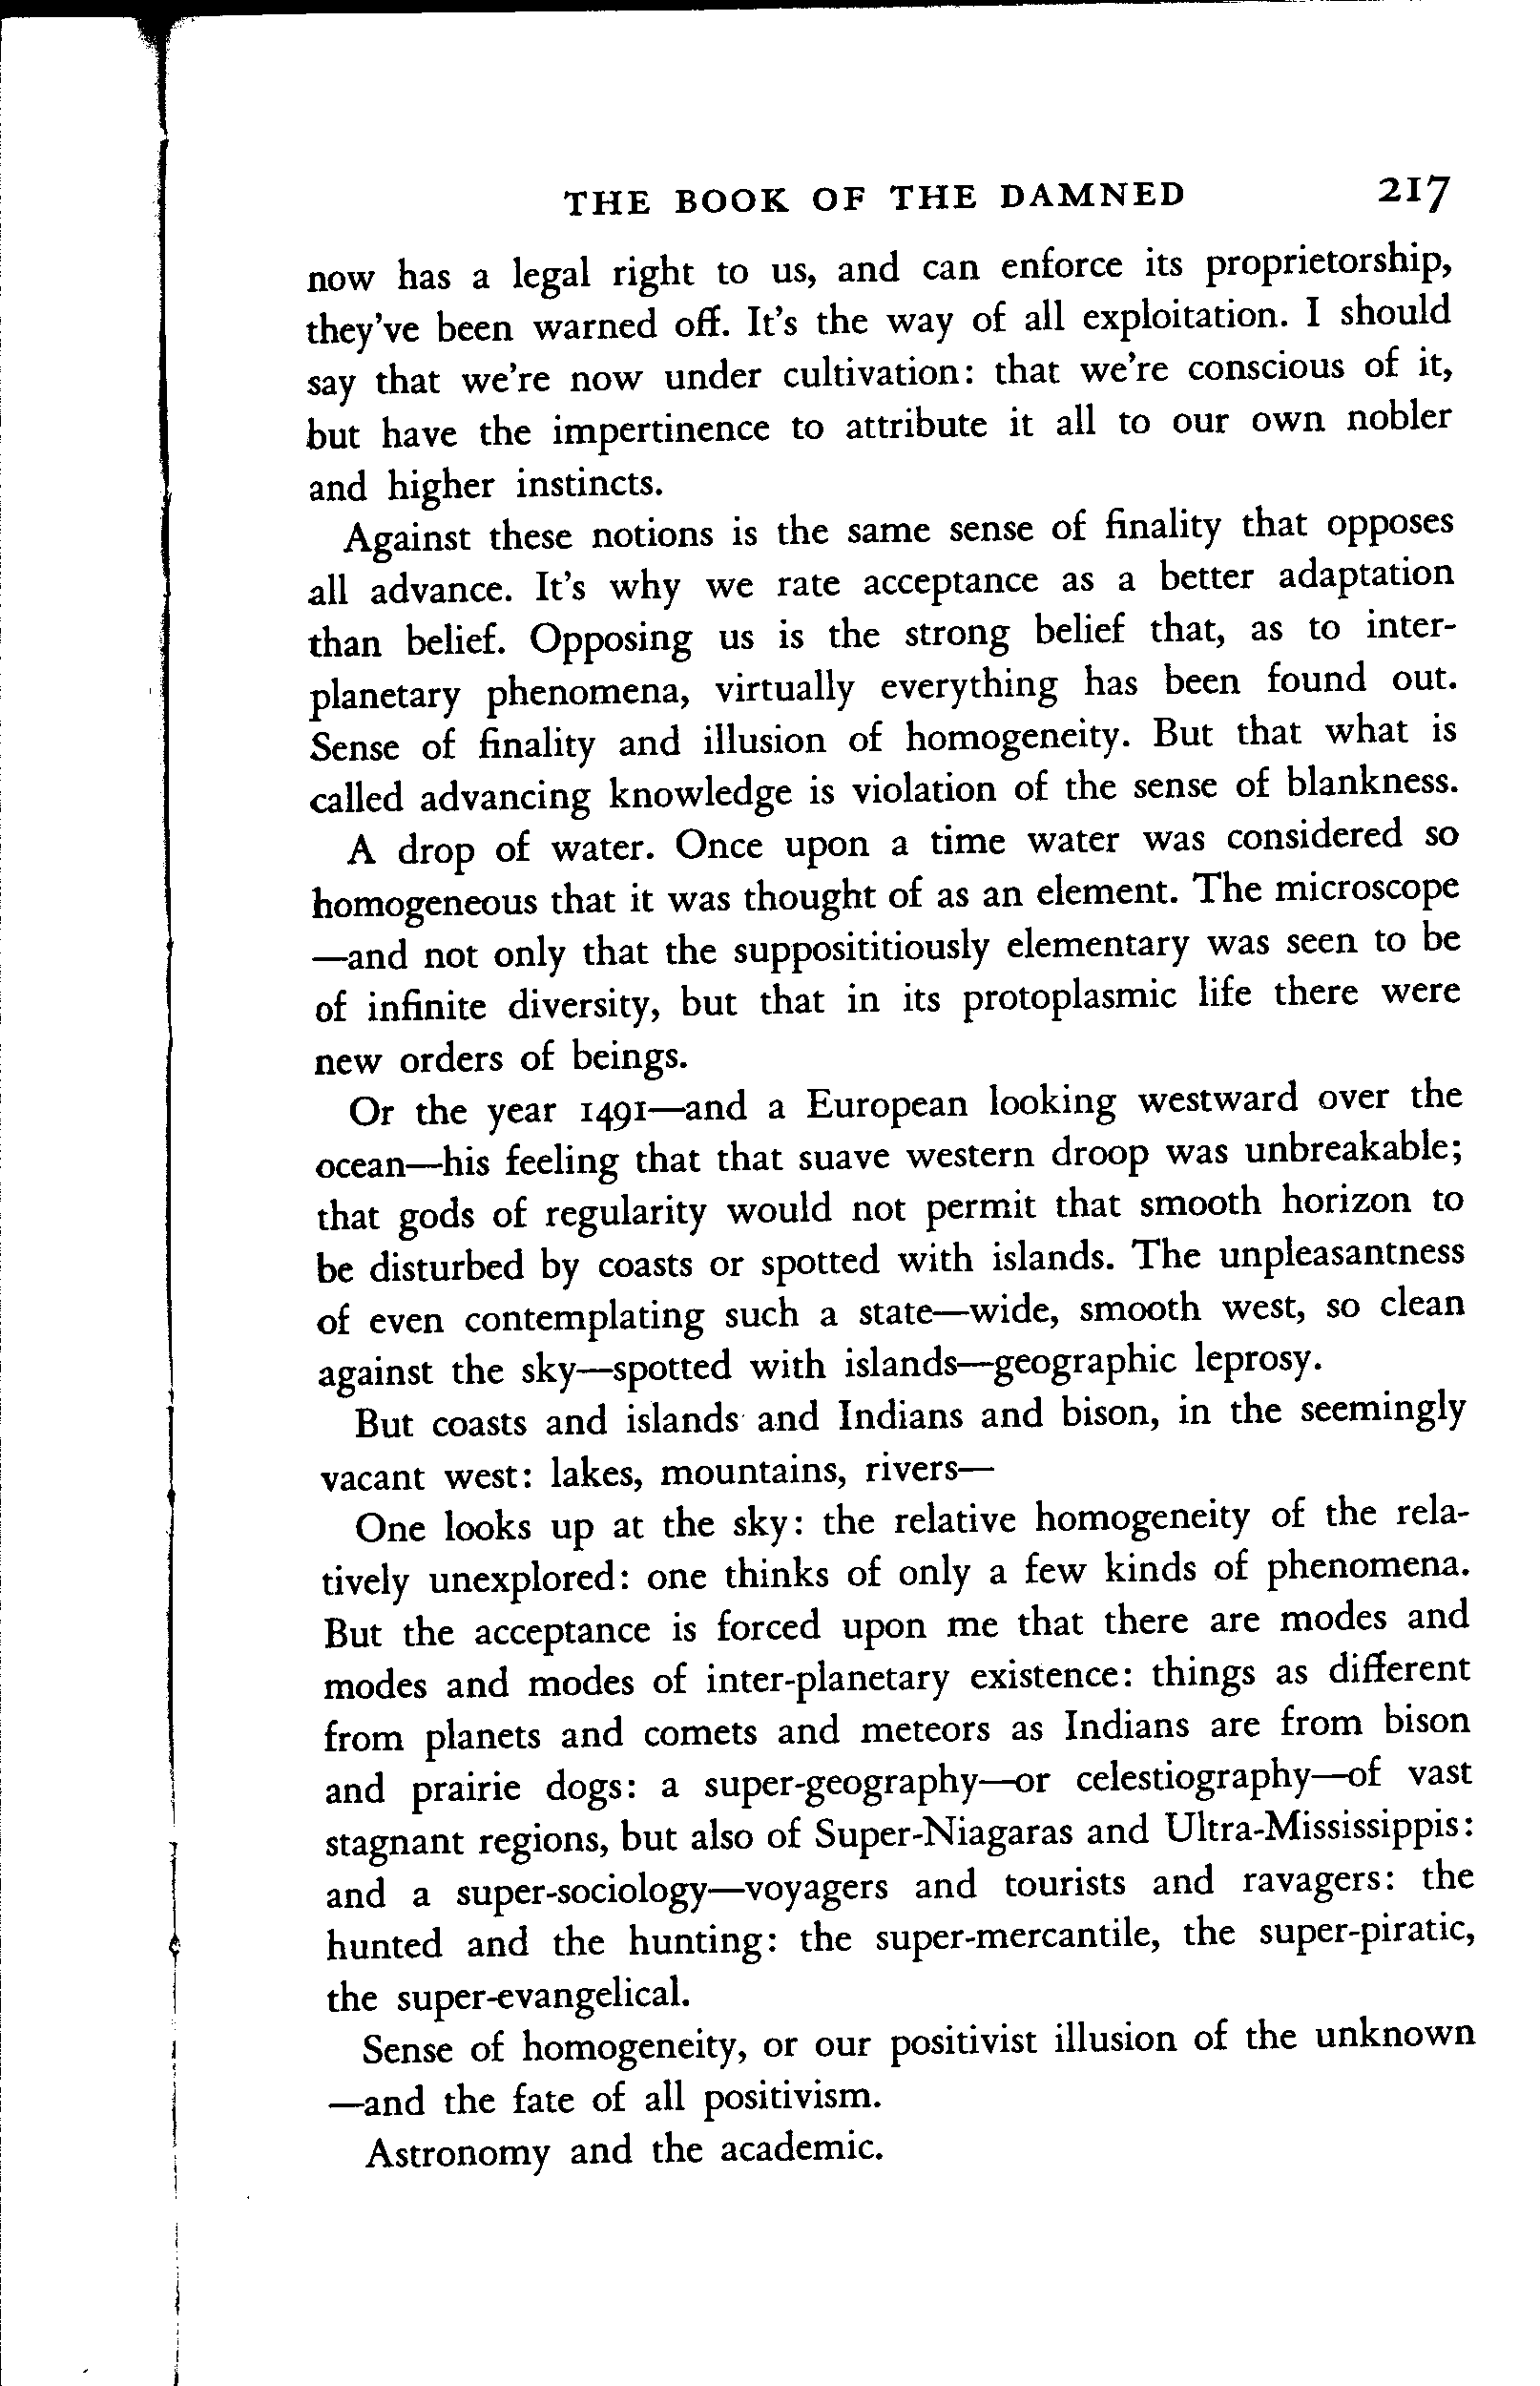 THE BOOK OF THE DAMNED 217
now has a legal right to us, and can enforce its proprietorship,
they've been warned off. It's the way of all exploitation. I should
say that we're now under cultivation: that we're conscious of it,
but have the impertinence to attribute it all to our own nobler
and higher instincts.
Against these notions is the same sense of finality that opposes
all advance. It's why we rate acceptance as a better adaptation
than belief. Opposing us is the strong belief that, as to inter-
planetary phenomena, virtually everything has been found out.
Sense of finality and illusion of homogeneity. But that what is
called advancing knowledge is violation of the sense of blankness.
A drop of water. Once upon a time water was considered so
homogeneous that it was thought of as an element. The microscope
—and not only that the supposititiously elementary was seen to be
of infinite diversity, but that in its protoplasmic life there were
new orders of beings.
Or the year 1491—and a European looking westward over the
ocean—his feeling that that suave western droop was unbreakable;
that gods of regularity would not permit that smooth horizon to
be disturbed by coasts or spotted with islands. The unpleasantness
of even contemplating such a state—wide, smooth west, so clean
against the sky—spotted with islands—geographic leprosy.
But coasts and islands and Indians and bison, in the seemingly
vacant west: lakes, mountains, rivers—
One looks up at the sky: the relative homogeneity of the rela-
tively unexplored: one thinks of only a few kinds of phenomena.
But the acceptance is forced upon me that there are modes and
modes and modes of inter-planetary existence: things as different
from planets and comets and meteors as Indians are from bison
and prairie dogs: a super-geography—or celestiography—of vast
stagnant regions, but also of Super-Niagaras and Ultra-Mississippis:
and a super-sociology—voyagers and tourists and ravagers: the
hunted and the hunting: the super-mercantile, the super-piratic,
the super-evangelical.
Sense of homogeneity, or our positivist illusion of the unknown
—and the fate of all positivism.
Astronomy and the academic.